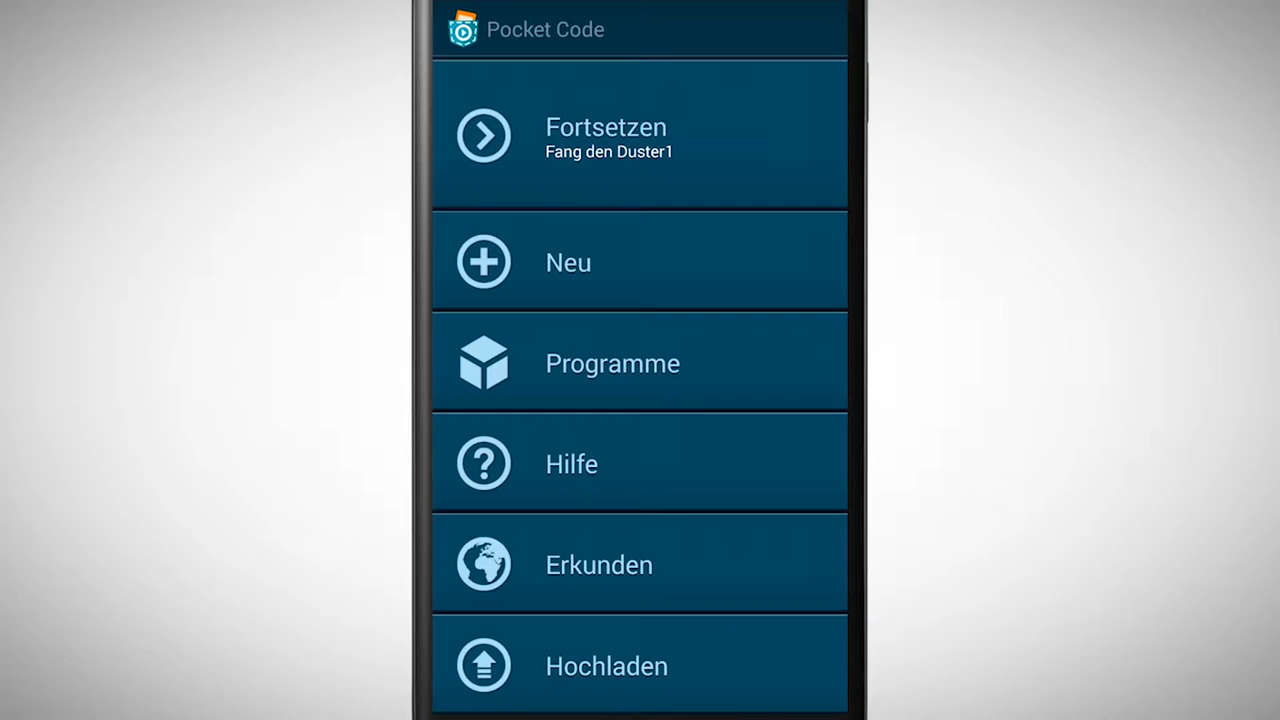 Pocket Code
Fortsetzen
Fang den Duster1
Neu
Programme
Hilfe
Erkunden
Hochladen